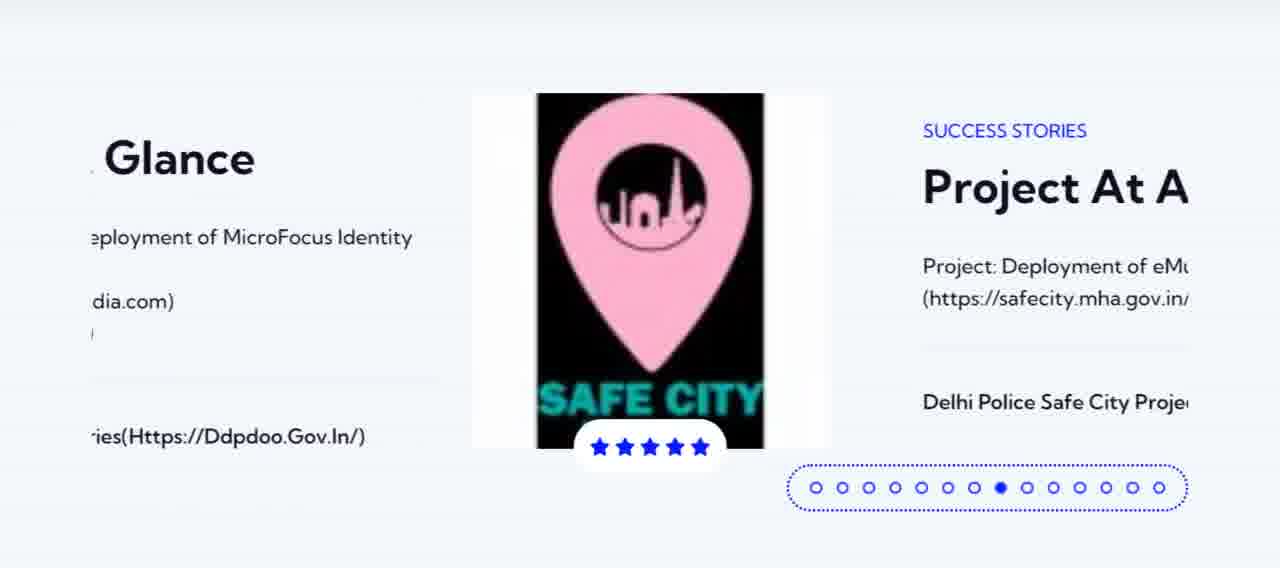 Glance
eployment of MicroFocus Identity
dia.com)
)
ries(Https://Ddpdoo.Gov.In/)
SAFE CITY
SUCCESS STORIES
Project At A
Project: Deployment of eMu
(https://safecity.mha.gov.in/
Delhi Police Safe City Projec